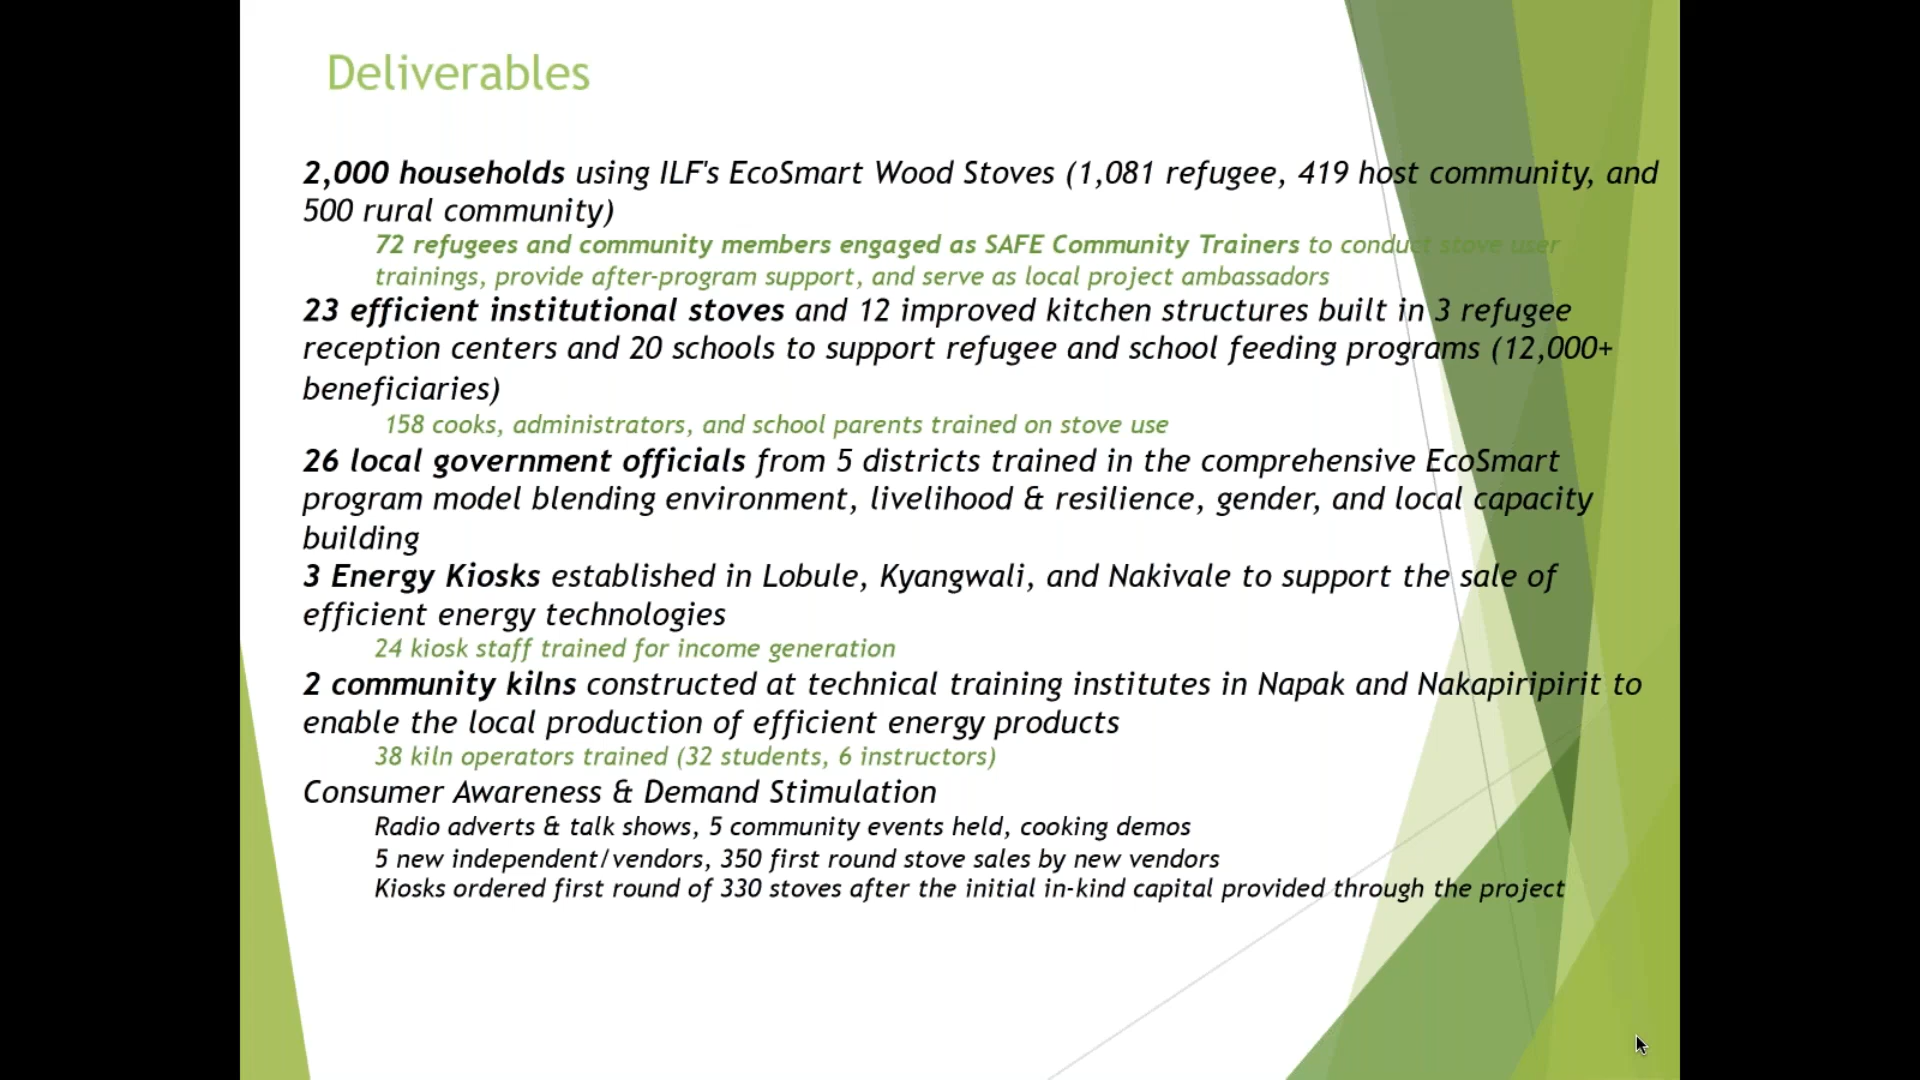 Deliverables
2,000 households using ILF's EcoSmart Wood Stoves (1,081 refugee, 419 host community, and
500 rural community)
72 refugees and community members engaged as SAFE Community Trainers to conduct stove user
trainings, provide after-program support, and serve as local project ambassadors
23 efficient institutional stoves and 12 improved kitchen structures built in 3 refugee
reception centers and 20 schools to support refugee and school feeding programs (12,000+
beneficiaries)
158 cooks, administrators, and school parents trained on stove use
26 local government officials from 5 districts trained in the comprehensive EcoSmart
program model blending environment, livelihood & resilience, gender, and local capacity
building
3 Energy Kiosks established in Lobule, Kyangwali, and Nakivale to support the sale of
efficient energy technologies
24 kiosk staff trained for income generation
2 community kilns constructed at technical training institutes in Napak and Nakapiripirit to
enable the local production of efficient energy products
38 kiln operators trained (32 students, 6 instructors)
Consumer Awareness & Demand Stimulation
Radio adverts & talk shows, 5 community events held, cooking demos
5 new independent/vendors, 350 first round stove sales by new vendors
Kiosks ordered first round of 330 stoves after the initial in-kind capital provided through the project